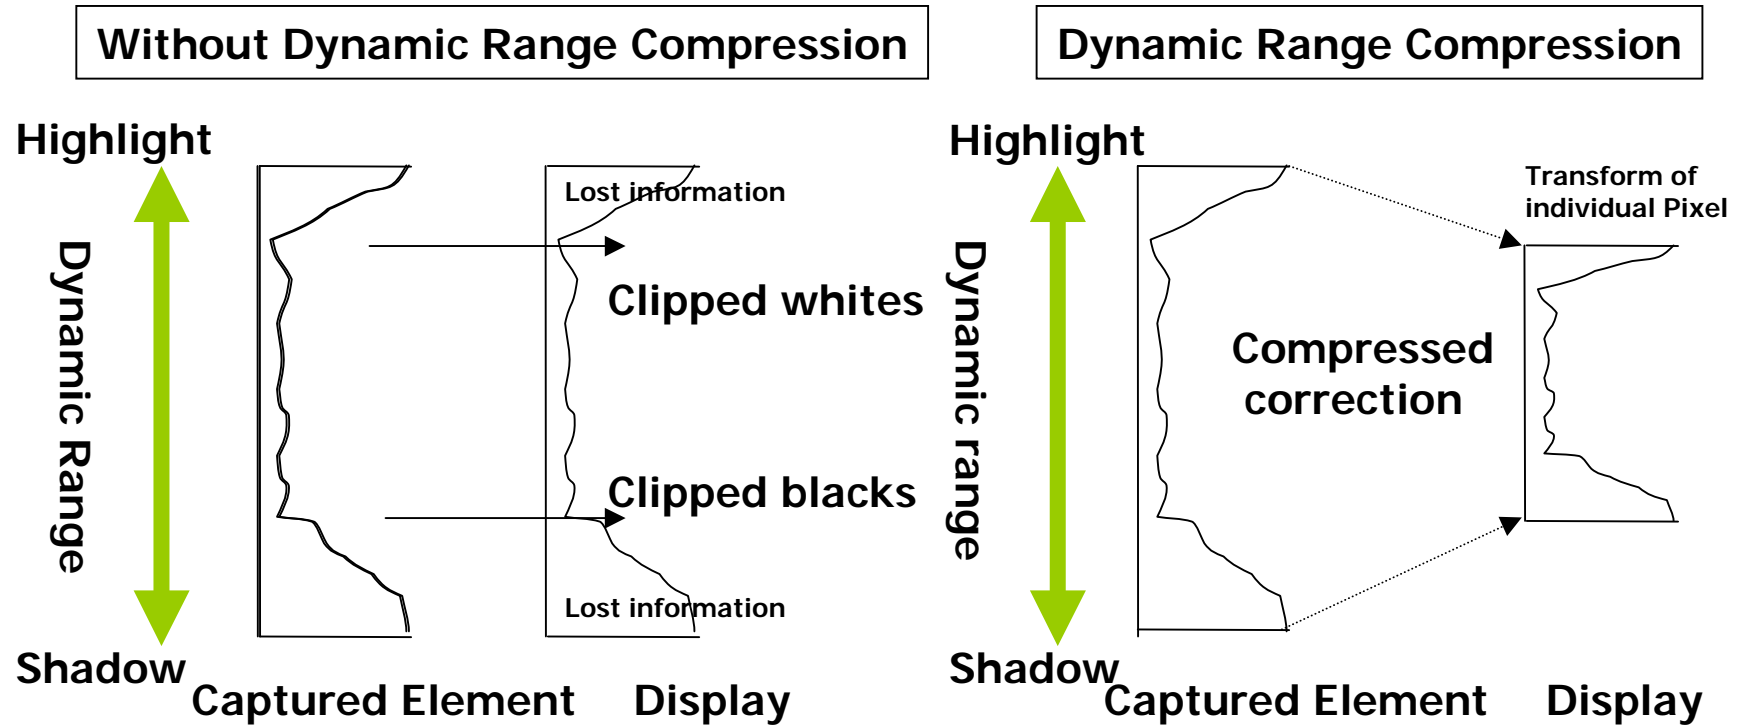 Without Dynamic Range Compression
Highlight
Dynamic Range
Lost information
Clipped whites
Clipped blacks
Lost information
Shadow
Captured Element
Display
Dynamic Range Compression
Highlight
Dynamic range
Transform of
individual Pixel
Compressed
correction
Shadow
Captured Element
Display